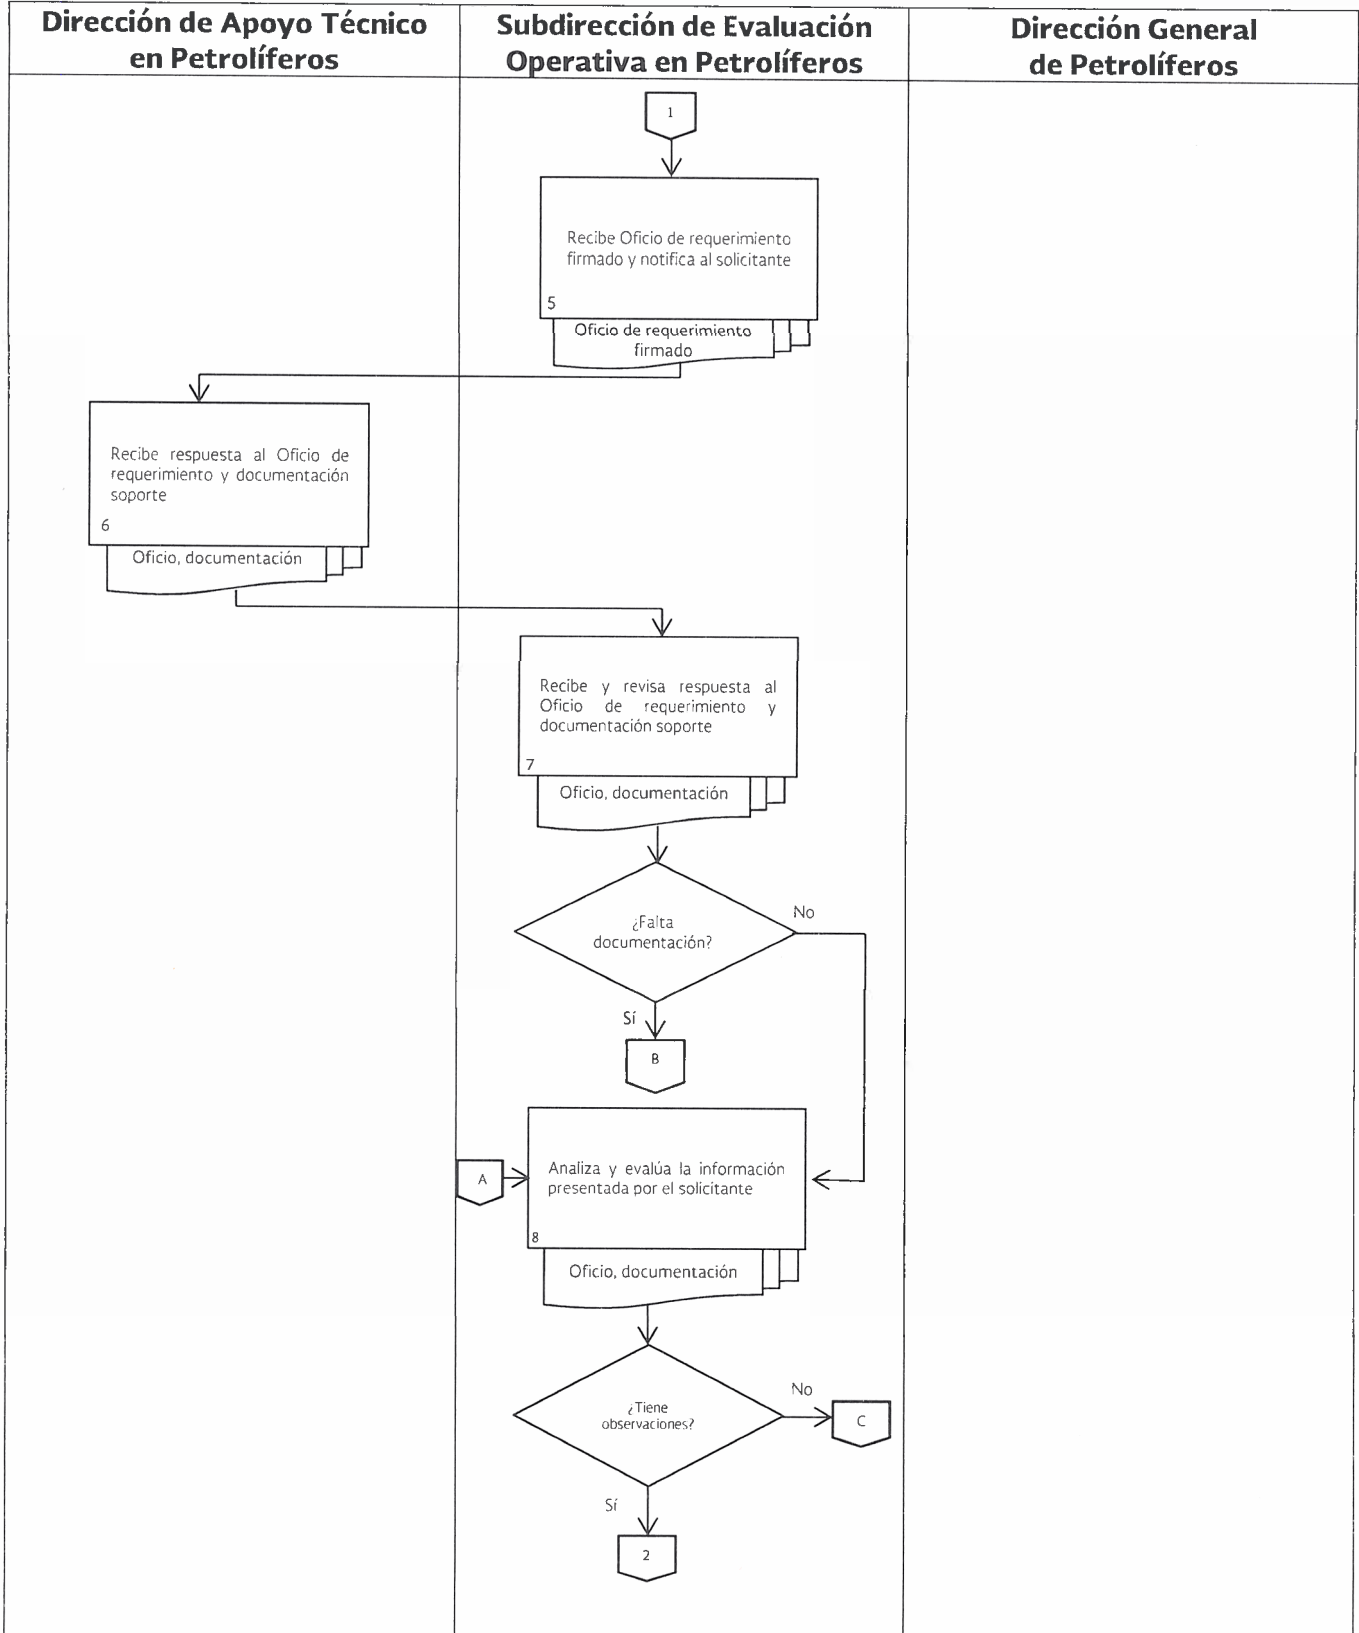 Dirección de Apoyo Técnico
en Petrolíferos
Subdirección de Evaluación
Operativa en Petrolíferos
Dirección General
de Petrolíferos
1
Recibe Oficio de requerimiento
firmado y notifica al solicitante
5
Oficio de requerimiento
firmado
Recibe respuesta al Oficio de
requerimiento y documentación
soporte
6
Oficio, documentación
Recibe y revisa respuesta al
Oficio de requerimiento y
documentación soporte
7
Oficio, documentación
¿Falta
documentación?
No
Sí
B
A
Analiza y evalúa la información
presentada por el solicitante
8
Oficio, documentación
¿Tiene
observaciones?
No
C
Sí
2